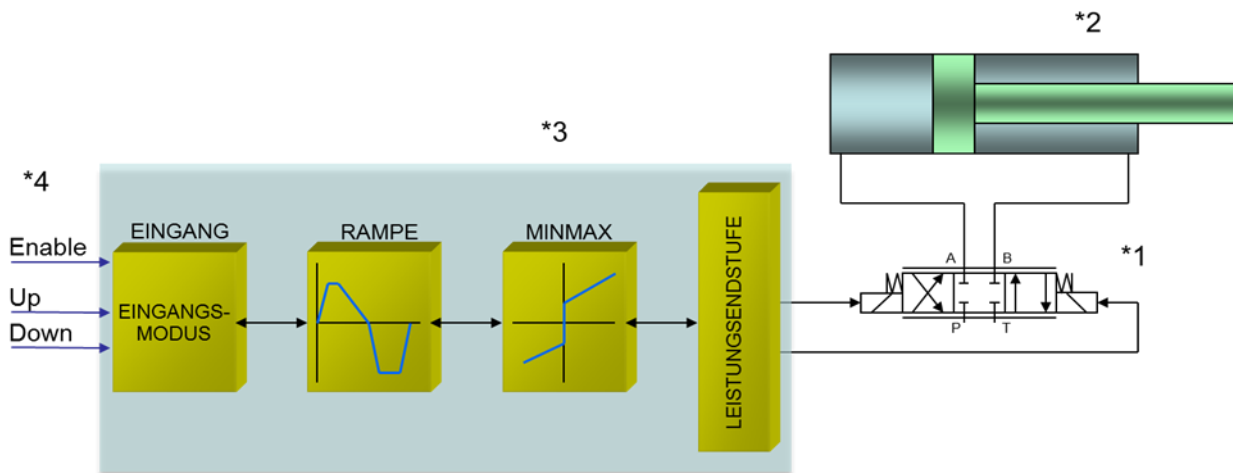 *2
*3
*4
EINGANG
RAMPE
MINMAX
Enable
Up
Down
EINGANGS-
MODUS
LEISTUNGSENDSTUFE
*1
A
B
P
T